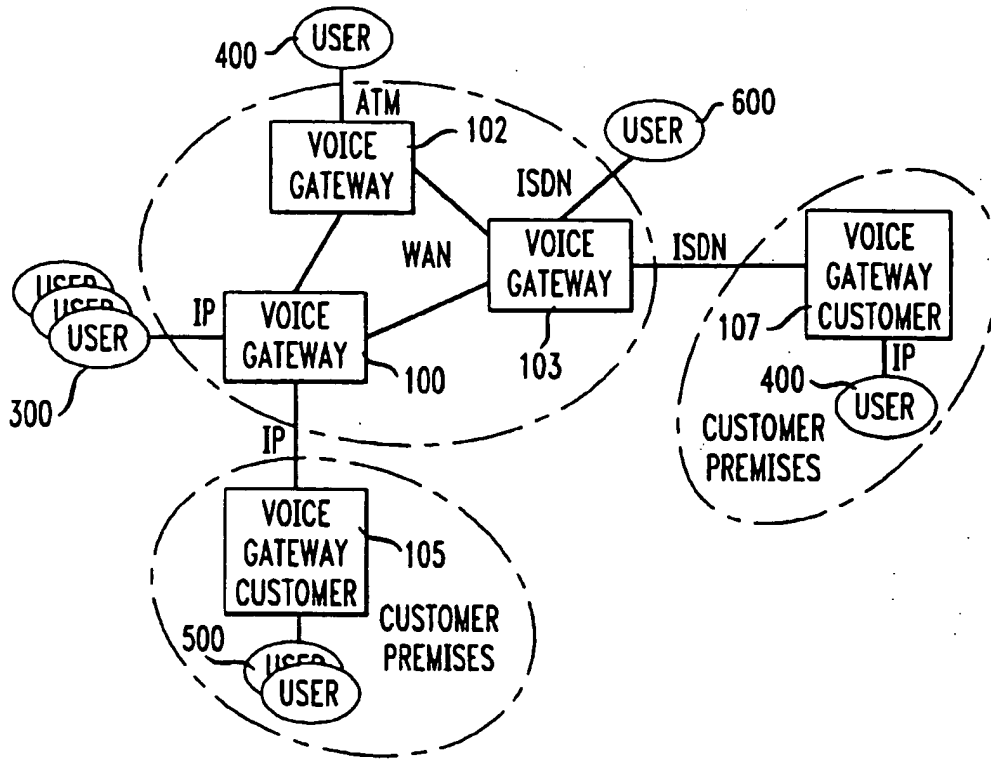 400
USER
ATM
VOICE
GATEWAY
102
USER
600
ISDN
WAN
VOICE
GATEWAY
103
ISDN
VOICE
GATEWAY
CUSTOMER
107
IP
400
USER
CUSTOMER
PREMISES
USER
USER
USER
300
IP
VOICE
GATEWAY
100
IP
VOICE
GATEWAY
CUSTOMER
105
CUSTOMER
PREMISES
500
USER
USER